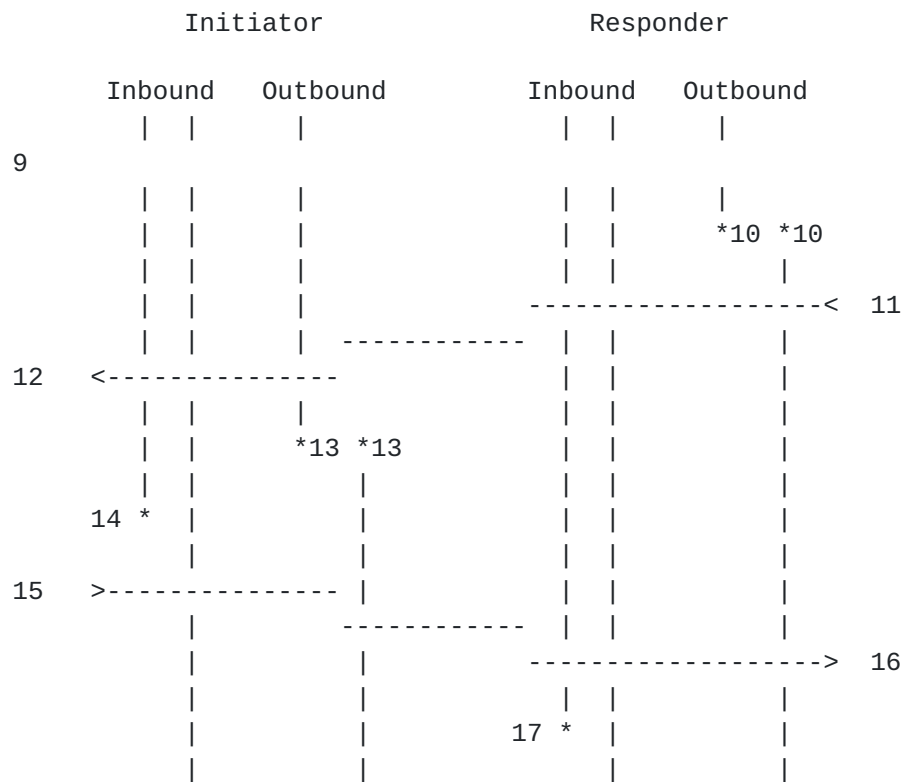 Initiator                 Responder

      Inbound   Outbound         Inbound   Outbound
        |  |      |                |  |      |
9
        |  |      |                |  |      |
        |  |      |                |  |      *10 *10
        |  |      |                |  |          |
        |  |      |                -------------------<  11
        |  |      |  ------------  |  |          |
12   <---------------              |  |          |
        |  |      |                |  |          |
        |  |      *13 *13          |  |          |
        |  |          |            |  |          |
     14 *  |          |            |  |          |
           |          |            |  |          |
15   >--------------- |            |  |          |
           |         ------------  |  |          |
           |          |            ------------------->  16
           |          |            |  |          |
           |          |         17 *  |          |
           |          |               |          |